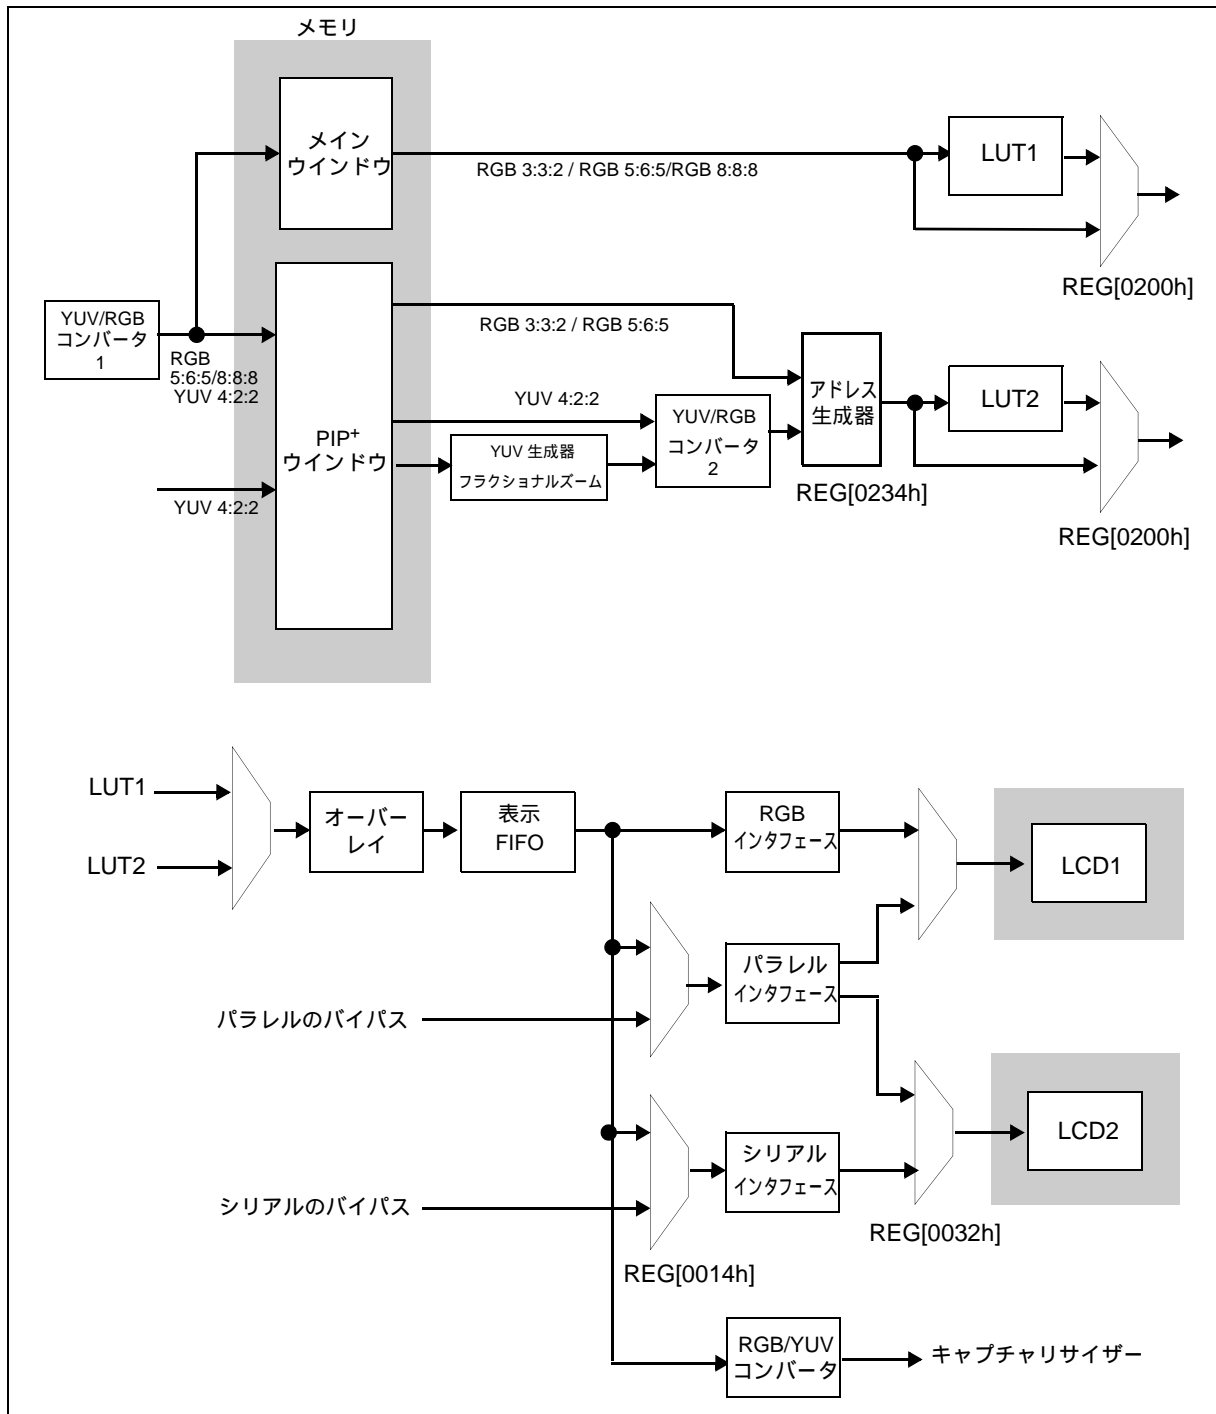 メモリ
メイン
ウインドウ
RGB 3:3:2 / RGB 5:6:5/RGB 8:8:8
LUT1
REG[0200h]
YUV/RGB
コンバータ
1
RGB
5:6:5/8:8:8
YUV 4:2:2
PIP+
ウインドウ
YUV 4:2:2
RGB 3:3:2 / RGB 5:6:5
YUV 4:2:2
YUV 生成器
フラクショナルズーム
YUV/RGB
コンバータ
2
アドレス
生成器
REG[0234h]
LUT2
REG[0200h]
LUT1
LUT2
オーバー
レイ
表示
FIFO
RGB
インタフェース
LCD1
パラレル
インタフェース
パラレルのバイパス
シリアル
インタフェース
LCD2
シリアルのバイパス
REG[0032h]
REG[0014h]
RGB/YUV
コンバータ
キャプチャリサイザー